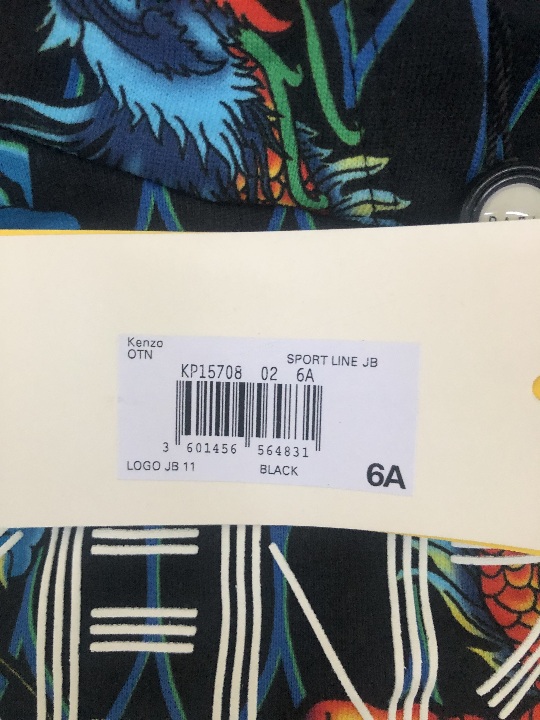 Kenzo
OTN
SPORT LINE JB
KP15708 02 6A
3 601456 564831
LOGO JB 11 BLACK
6A